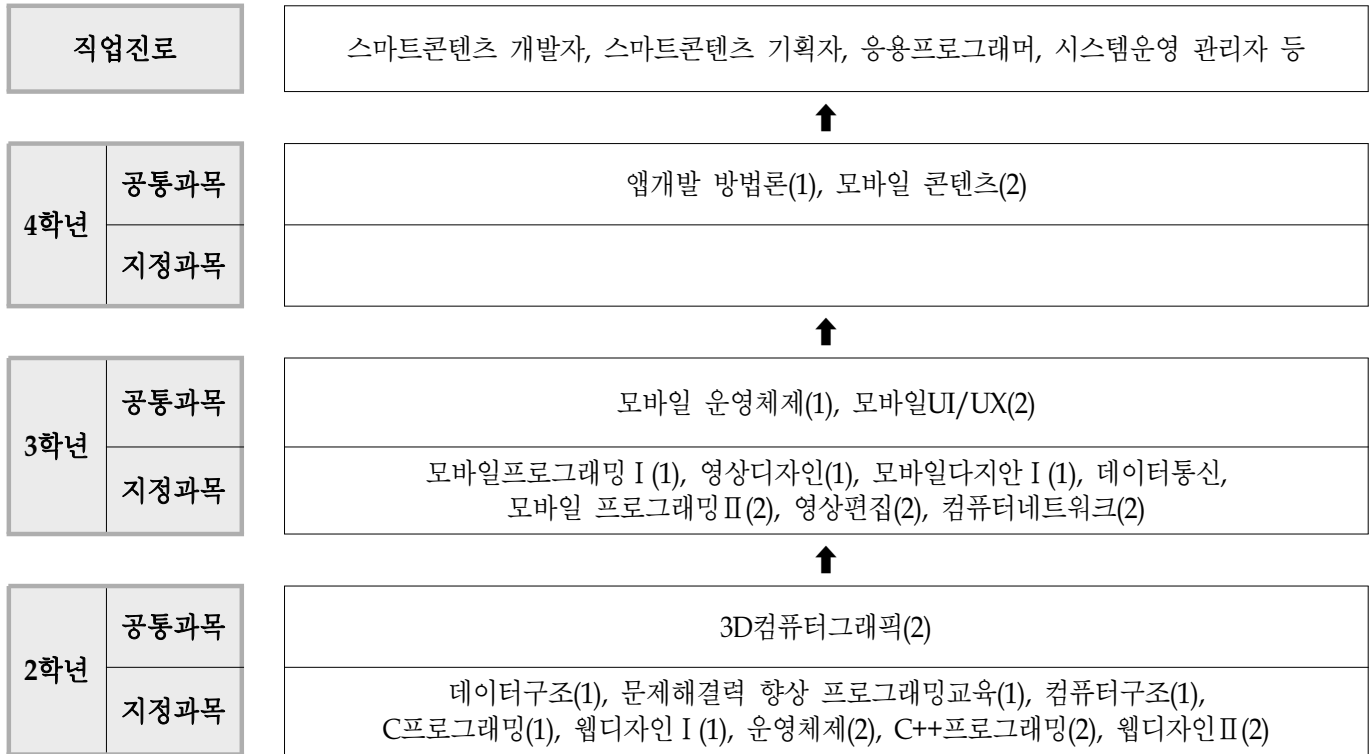 직업진로
스마트콘텐츠 개발자, 스마트콘텐츠 기획자, 응용프로그래머, 시스템운영 관리자 등
⬆
4학년
공통과목
앱개발 방법론(1), 모바일 콘텐츠(2)
지정과목
⬆
3학년
공통과목
모바일 운영체제(1), 모바일UI/UX(2)
지정과목
모바일프로그래밍Ⅰ(1), 영상디자인(1), 모바일다지안Ⅰ(1), 데이터통신,
모바일 프로그래밍Ⅱ(2), 영상편집(2), 컴퓨터네트워크(2)
⬆
2학년
공통과목
3D컴퓨터그래픽(2)
지정과목
데이터구조(1), 문제해결력 향상 프로그래밍교육(1), 컴퓨터구조(1),
C프로그래밍(1), 웹디자인Ⅰ(1), 운영체제(2), C++프로그래밍(2), 웹디자인Ⅱ(2)